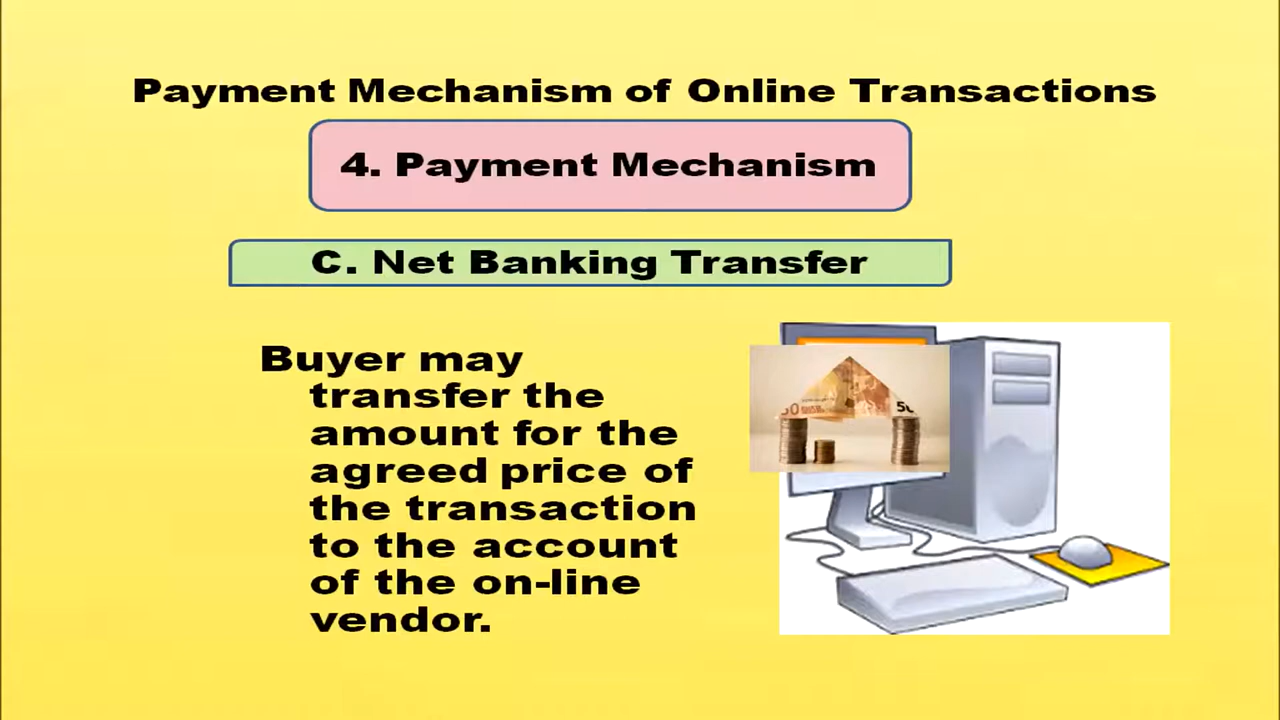 Payment Mechanism of Online Transactions
4. Payment Mechanism
C. Net Banking Transfer
Buyer may
transfer the
amount for the
agreed price of
the transaction
to the account
of the on-line
vendor.